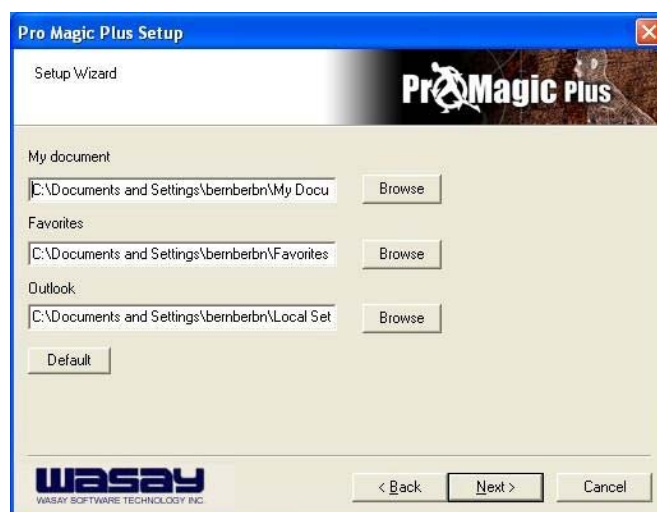 Pro Magic Plus Setup
Setup Wizard
Pro Magic Plus
My document
C:\Documents and Settings\bernberbn\My Docu
Browse
Favorites
C:\Documents and Settings\bernberbn\Favorites
Browse
Outlook
C:\Documents and Settings\bernberbn\Local Set
Browse
Default
wasay
WASAY SOFTWARE TECHNOLOGY INC.
< Back
Next >
Cancel